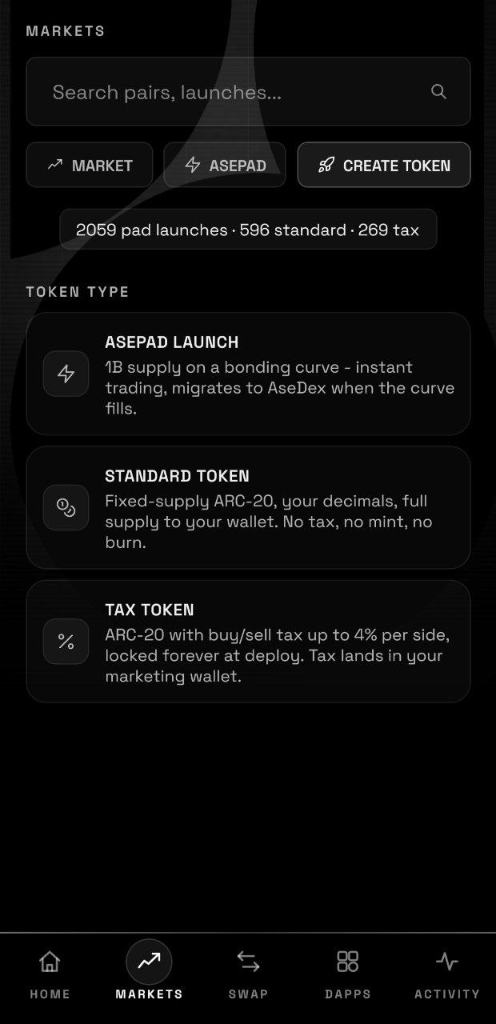 MARKETS
Search pairs, launches...
MARKET
ASEPAD
CREATE TOKEN
2059 pad launches · 596 standard · 269 tax
TOKEN TYPE
ASEPAD LAUNCH
1B supply on a bonding curve - instant
trading, migrates to AseDex when the curve
fills.
STANDARD TOKEN
Fixed-supply ARC-20, your decimals, full
supply to your wallet. No tax, no mint, no
burn.
TAX TOKEN
ARC-20 with buy/sell tax up to 4% per side,
locked forever at deploy. Tax lands in your
marketing wallet.
HOME
MARKETS
SWAP
DAPPS
ACTIVITY